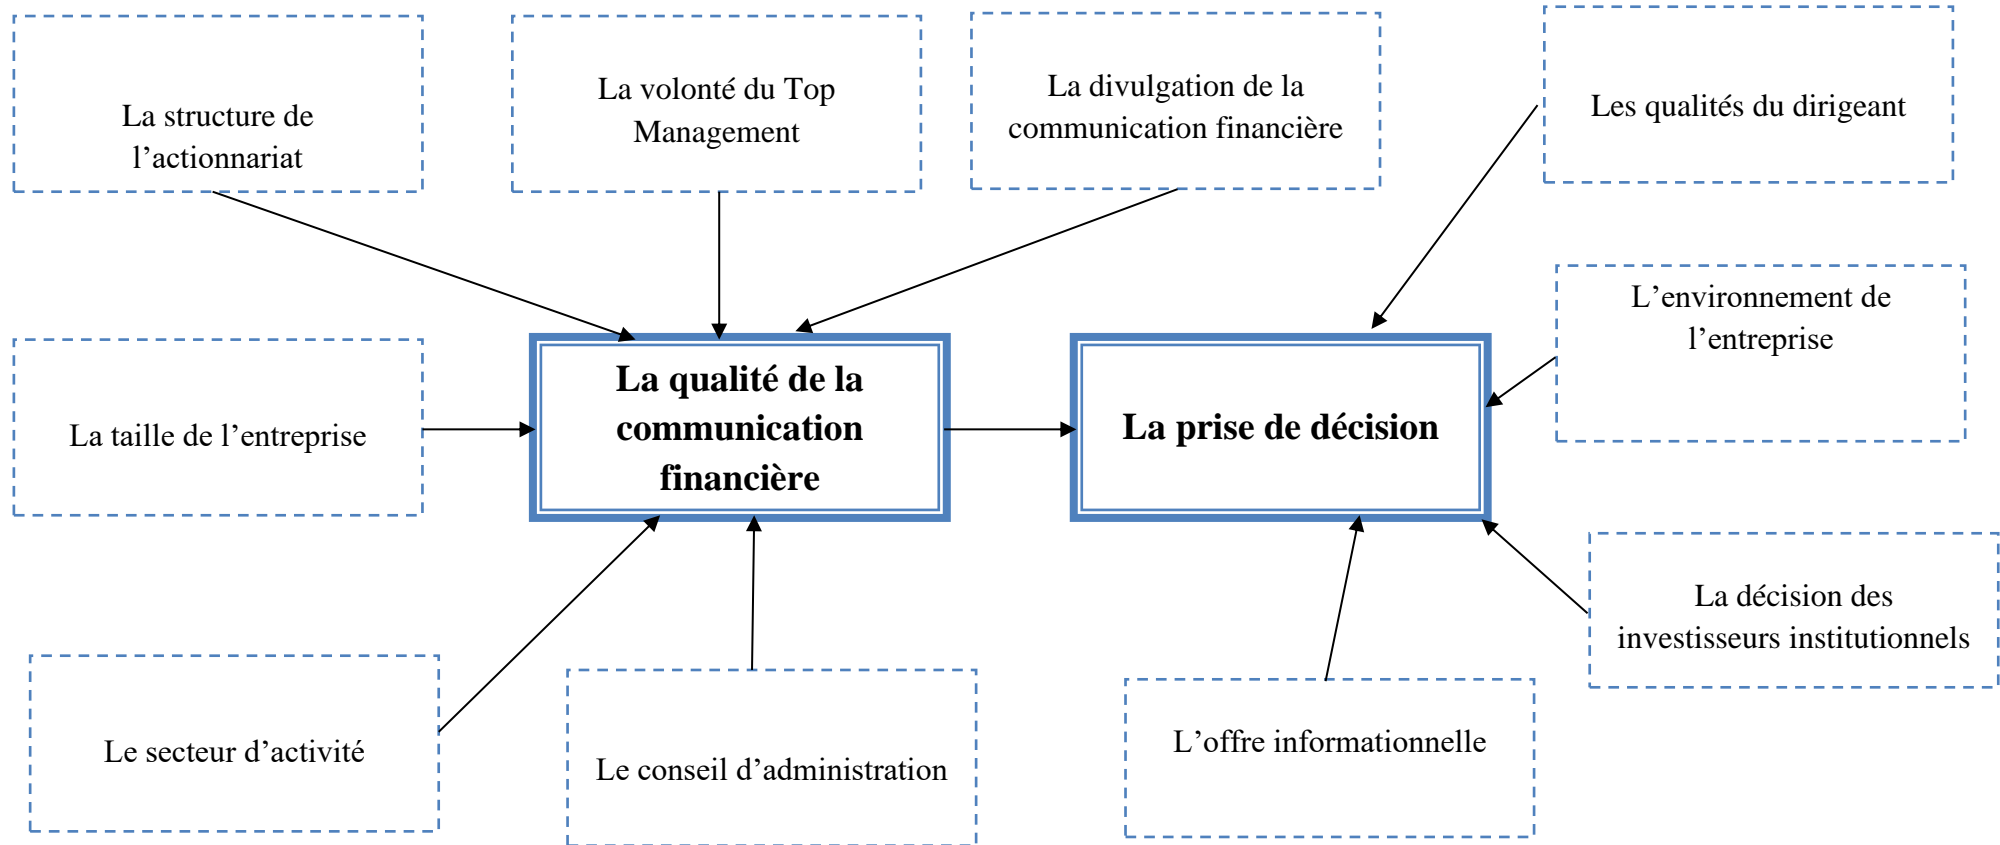 La structure de
l’actionnariat
La volonté du Top
Management
La divulgation de la
communication financière
Les qualités du dirigeant
L’environnement de
l’entreprise
La taille de l’entreprise
La qualité de la
communication
financière
La prise de décision
La décision des
investisseurs institutionnels
Le secteur d’activité
Le conseil d’administration
L’offre informationnelle